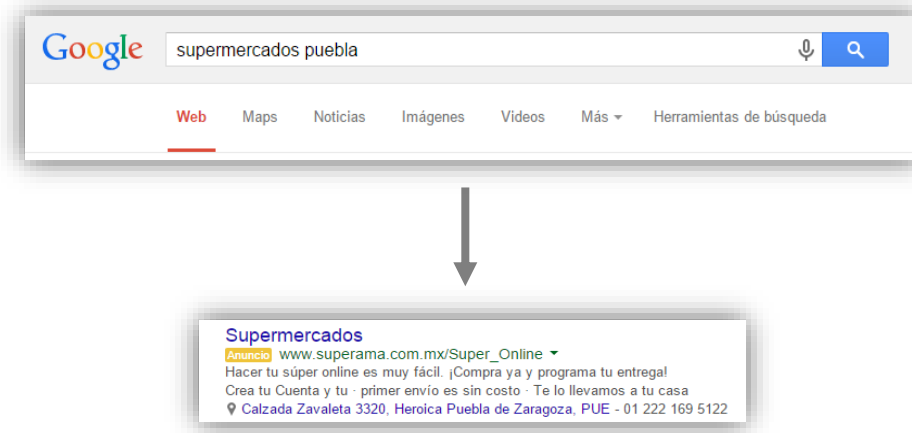 Google supermercados puebla
Web Maps Noticias Imágenes Videos Más Herramientas de búsqueda
Supermercados
Anuncio www.superama.com.mx/Super_Online
Hacer tu súper online es muy fácil. ¡Compra ya y programa tu entrega!
Crea tu Cuenta y tu · primer envío es sin costo · Te lo llevamos a tu casa
Calzada Zavaleta 3320, Heroica Puebla de Zaragoza, PUE - 01 222 169 5122